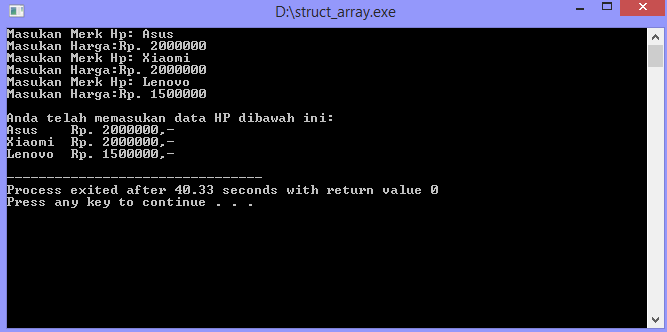 D:\struct_array.exe
Masukan Merk Hp: Asus
Masukan Harga:Rp. 2000000
Masukan Merk Hp: Xiaomi
Masukan Harga:Rp. 2000000
Masukan Merk Hp: Lenovo
Masukan Harga:Rp. 1500000
Anda telah memasukan data HP dibawah ini:
Asus    Rp. 2000000,-
Xiaomi  Rp. 2000000,-
Lenovo  Rp. 1500000,-
--------------------------------
Process exited after 40.33 seconds with return value 0
Press any key to continue . . .